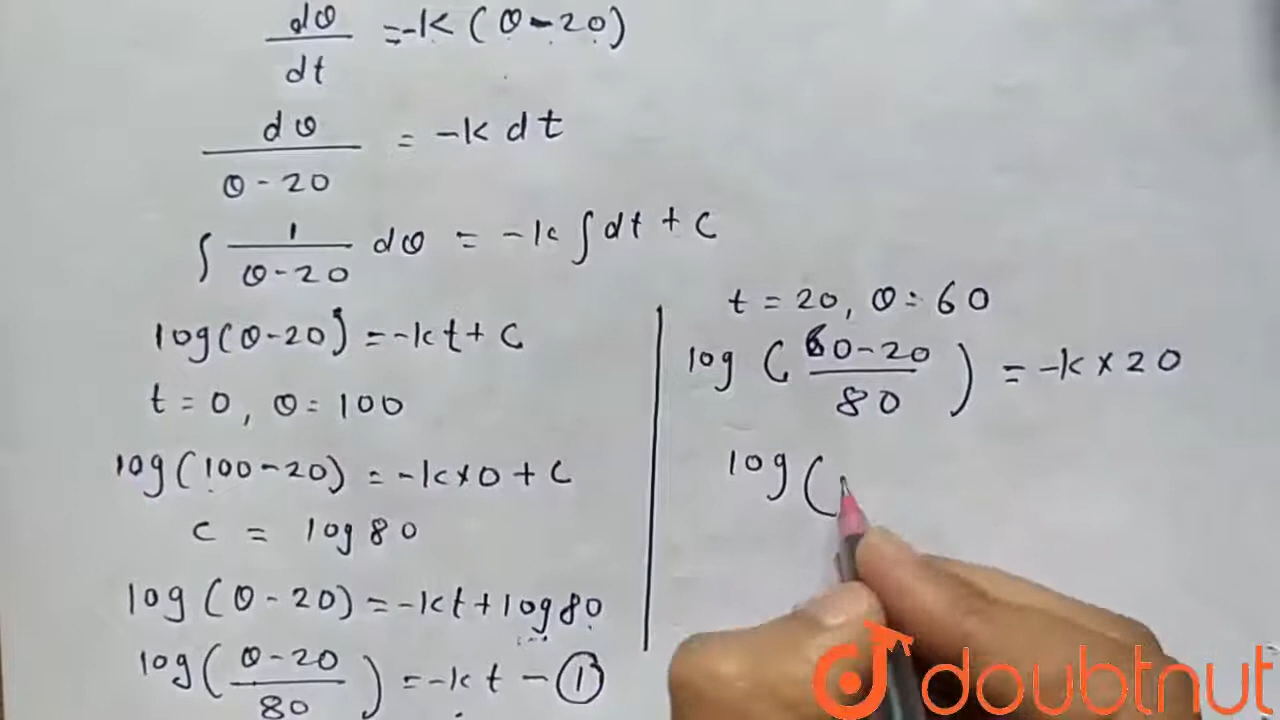 dθ/dt = -k(θ-20)
dθ/θ-20 = -k dt
∫ 1/θ-20 dθ = -k ∫ dt + c
log(θ-20) = -kt + c
t = 0, θ = 100
log(100-20) = -k×0 + c
c = log 80
log(θ-20) = -kt + log 80
log(θ-20/80) = -kt - ①
t = 20, θ = 60
log(60-20/80) = -k×20
log(
doubtnut